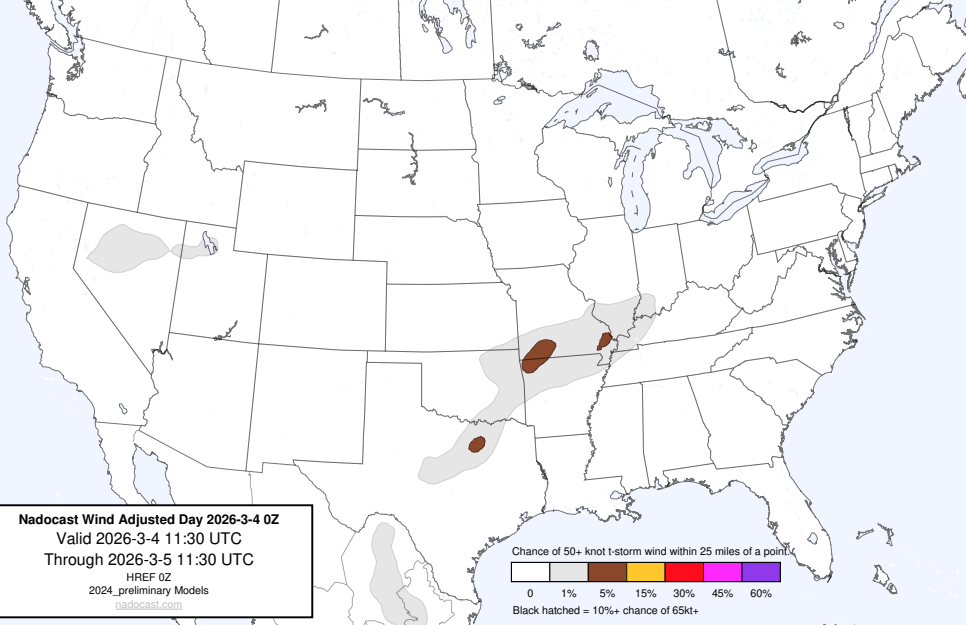 Nadocast Wind Adjusted Day 2026-3-4 0Z
Valid 2026-3-4 11:30 UTC
Through 2026-3-5 11:30 UTC
HREF 0Z
2024_preliminary Models
nadocast.com
Chance of 50+ knot t-storm wind within 25 miles of a point.
0 1% 5% 15% 30% 45% 60%
Black hatched = 10%+ chance of 65kt+